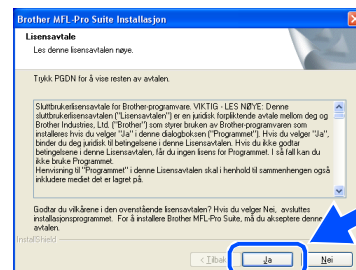 Brother MFL-Pro Suite Installasjon
Lisensavtale
Les denne lisensavtalen nøye.
Trykk PGDN for å vise resten av avtalen.
Sluttbrukerlisensavtale for Brother-programvare. VIKTIG - LES NØYE: Denne
sluttbrukerlisensavtalen ("Lisensavtalen") er en juridisk forpliktende avtale mellom deg og
Brother Industries, Ltd. ("Brother") som styrer bruken av Brother-programvaren som
installeres hvis du velger "Ja" i denne dialogboksen ("Programmet"). Hvis du velger "Ja",
binder du deg juridisk til betingelsene i denne Lisensavtalen. Hvis du ikke godtar
betingelsene i denne Lisensavtalen, får du ingen lisens for Programmet. I så fall kan du
ikke bruke Programmet.
Henvisning til "Programmet" i denne Lisensavtalen skal i henhold til sammenhengen også
inkludere mediet det er lagret på.
Godtar du vilkårene i den ovenstående lisensavtalen? Hvis du velger Nei, avsluttes
installasjonsprogrammet. For å installere Brother MFL-Pro Suite, må du akseptere denne
avtalen.
InstallShield
< Tilbake
Ja
Nei